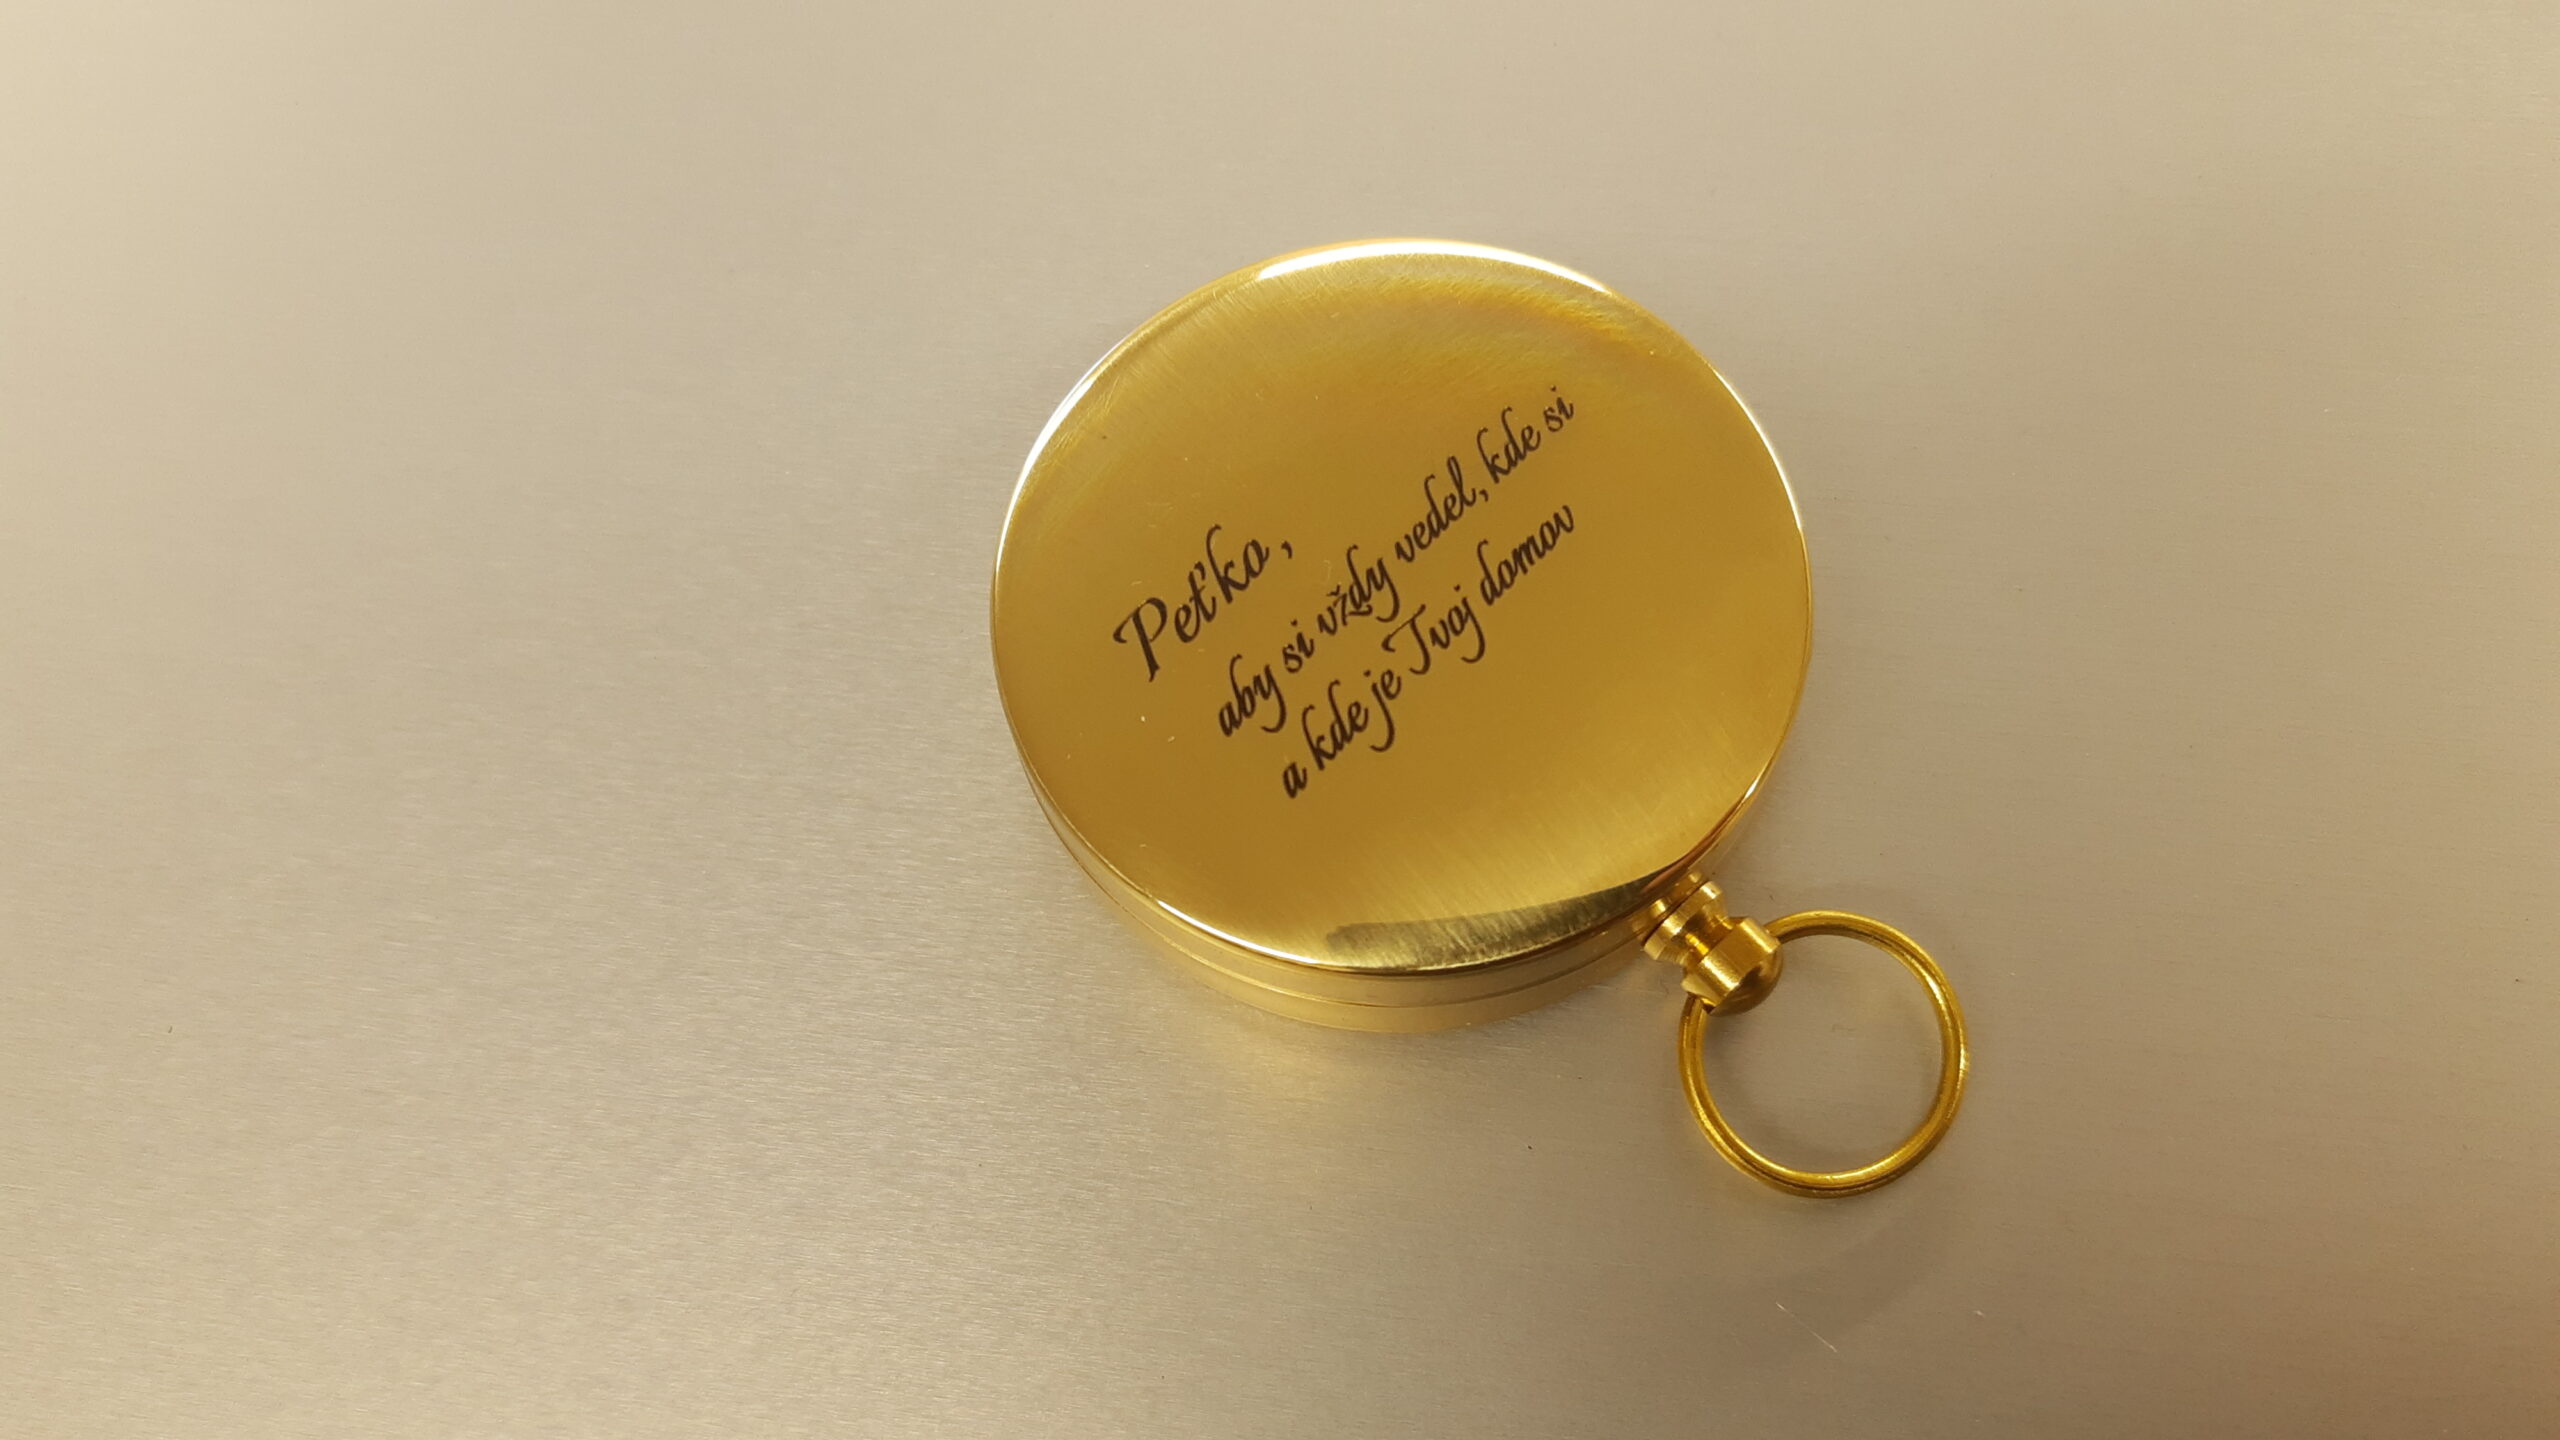 Peťko,
aby si vždy vedel, kde si
a kde je Tvoj domov